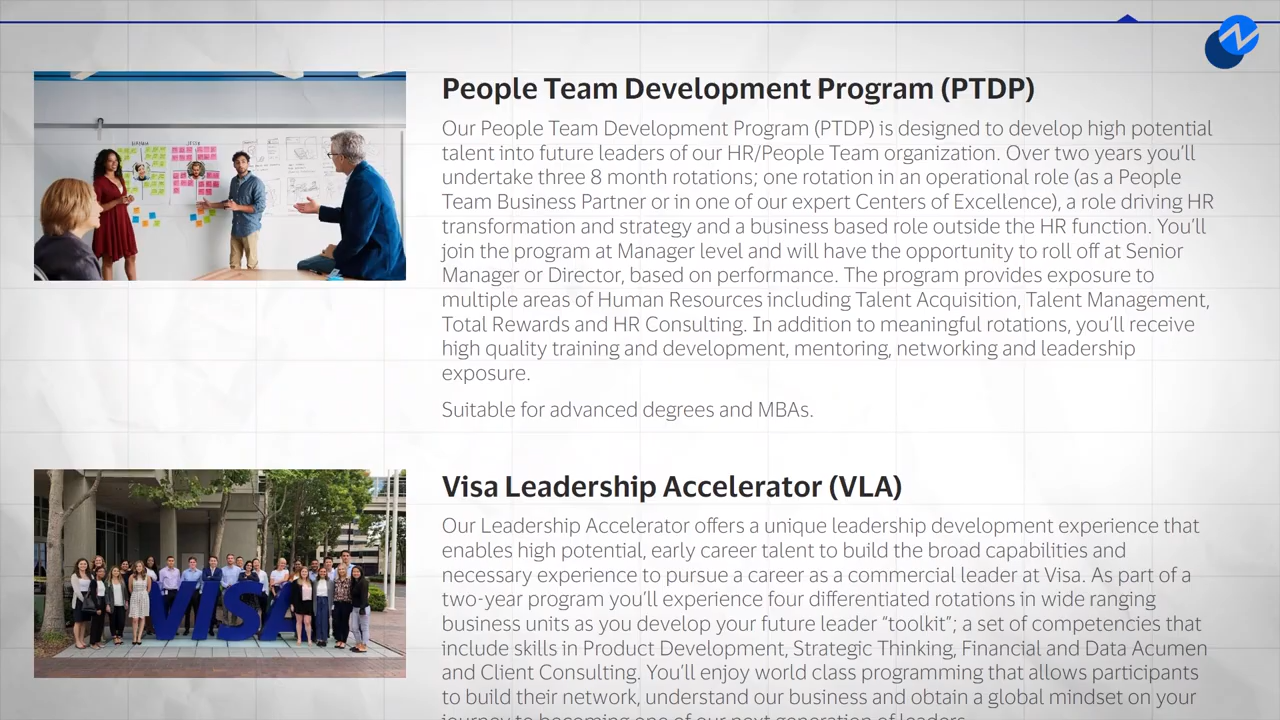 People Team Development Program (PTDP)
Our People Team Development Program (PTDP) is designed to develop high potential
talent into future leaders of our HR/People Team organization. Over two years you'll
undertake three 8 month rotations; one rotation in an operational role (as a People
Team Business Partner or in one of our expert Centers of Excellence), a role driving HR
transformation and strategy and a business based role outside the HR function. You'll
join the program at Manager level and will have the opportunity to roll off at Senior
Manager or Director, based on performance. The program provides exposure to
multiple areas of Human Resources including Talent Acquisition, Talent Management,
Total Rewards and HR Consulting. In addition to meaningful rotations, you'll receive
high quality training and development, mentoring, networking and leadership
exposure.
Suitable for advanced degrees and MBAs.
VISA
Visa Leadership Accelerator (VLA)
Our Leadership Accelerator offers a unique leadership development experience that
enables high potential, early career talent to build the broad capabilities and
necessary experience to pursue a career as a commercial leader at Visa. As part of a
two-year program you'll experience four differentiated rotations in wide ranging
business units as you develop your future leader "toolkit"; a set of competencies that
include skills in Product Development, Strategic Thinking, Financial and Data Acumen
and Client Consulting. You'll enjoy world class programming that allows participants
to build their network, understand our business and obtain a global mindset on your
journey to becoming one of our next generation of leaders.